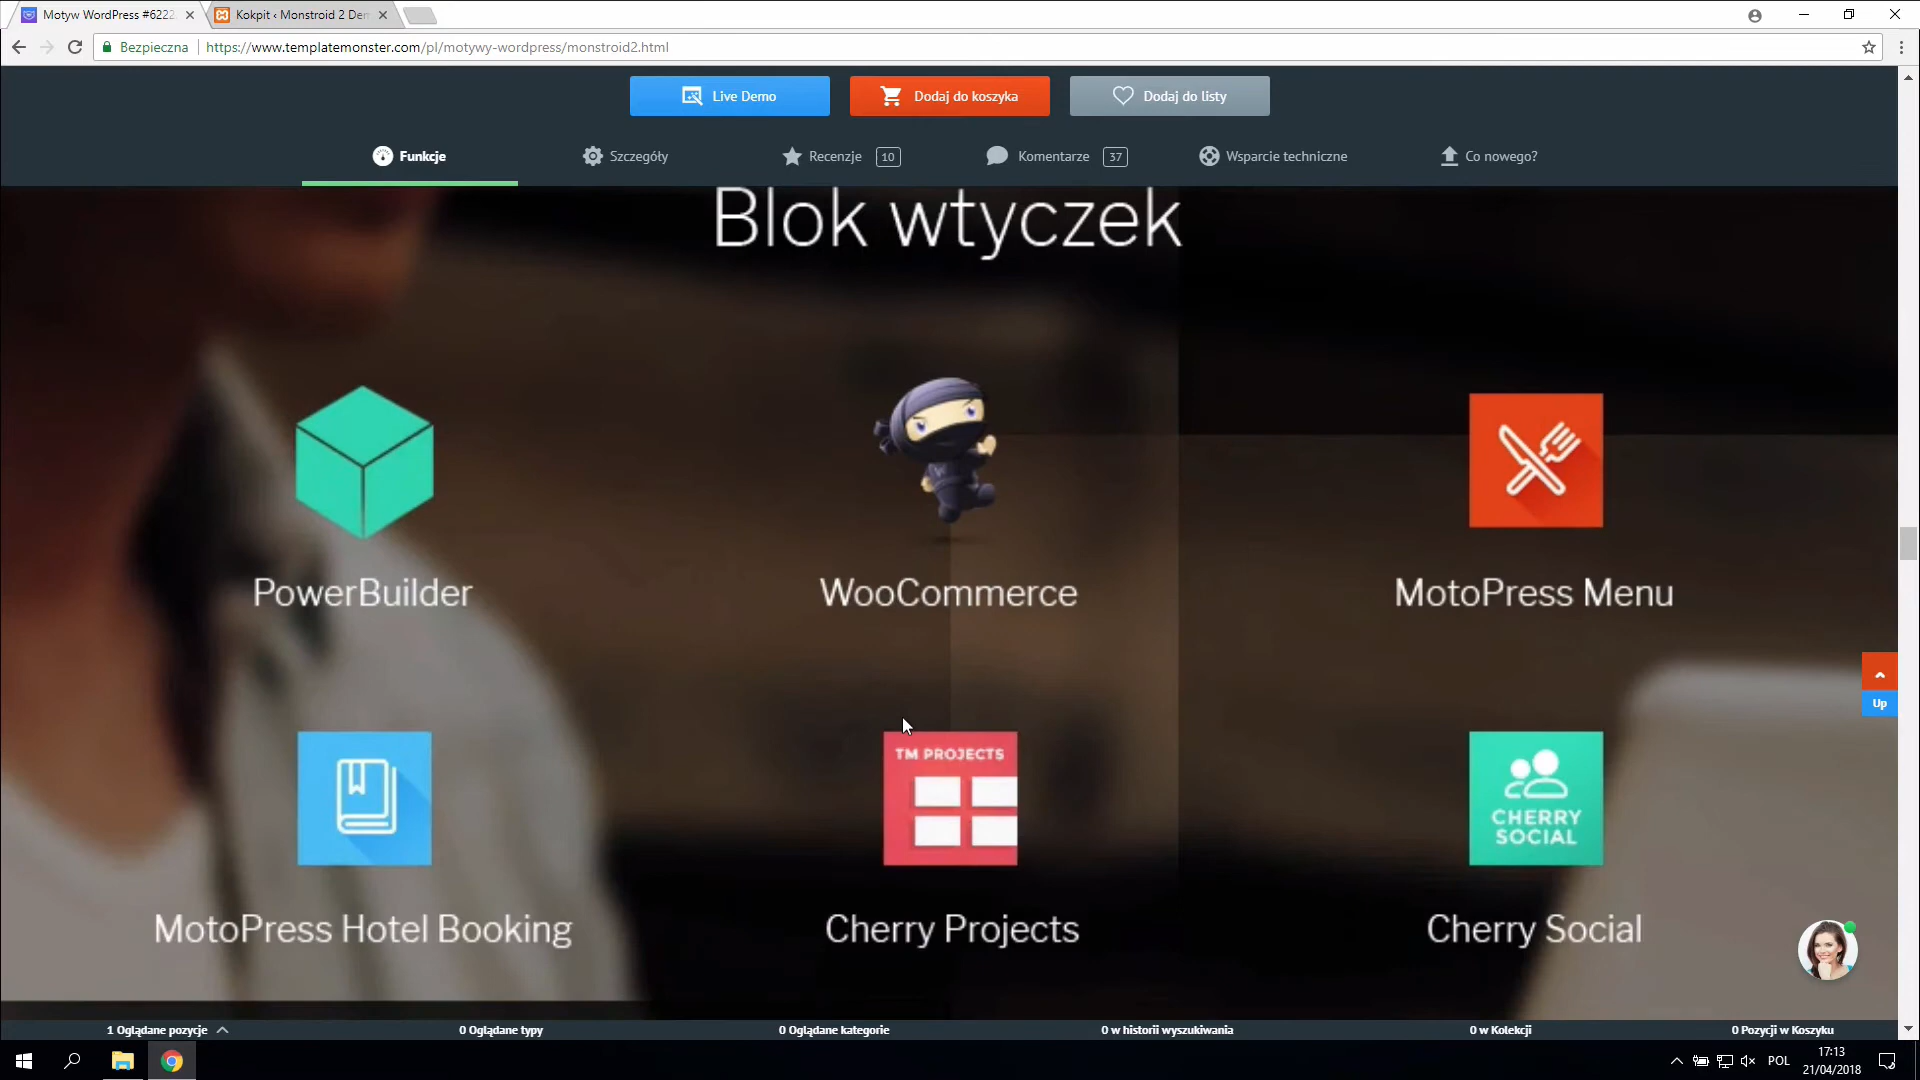 Motyw WordPress #6222
Kokpit ‹ Monstroid 2 Dem
Bezpieczna
https://www.templatemonster.com/pl/motywy-wordpress/monstroid2.html
Live Demo
Dodaj do koszyka
Dodaj do listy
Funkcje
Szczegóły
Recenzje 10
Komentarze 37
Wsparcie techniczne
Co nowego?
Blok wtyczek
PowerBuilder
WooCommerce
MotoPress Menu
Up
TM PROJECTS
CHERRY
SOCIAL
MotoPress Hotel Booking
Cherry Projects
Cherry Social
1 Oglądane pozycje
0 Oglądane typy
0 Oglądane kategorie
0 w historii wyszukiwania
0 w Kolekcji
0 Pozycji w Koszyku
POL
17:13
21/04/2018